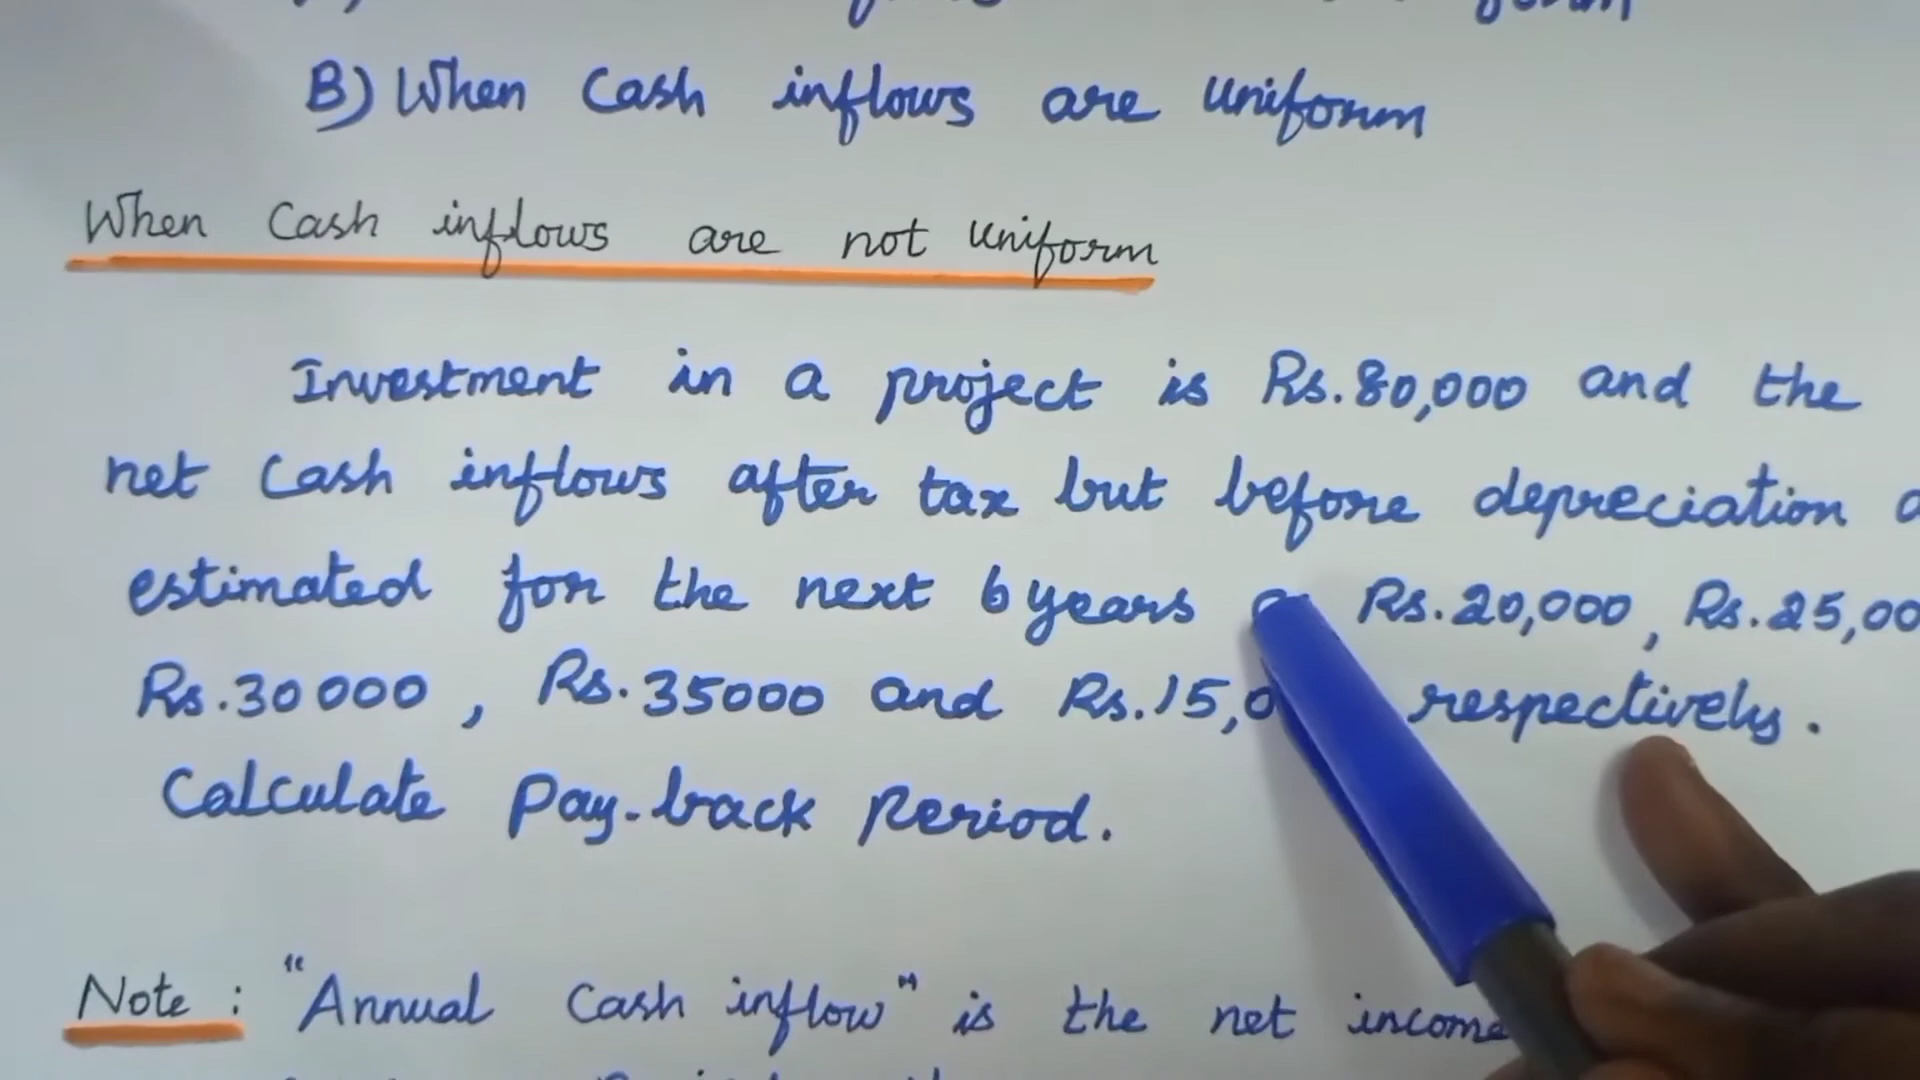 B) When Cash inflows are uniform
When Cash inflows are not uniform
Investment in a project is Rs.80,000 and the
net Cash inflows after tax but before depreciation
estimated for the next 6 years Rs.20,000, Rs.25,00
Rs.30000, Rs.35000 and Rs.15,0 respectively.
Calculate Pay-back Period.
Note: "Annual Cash inflow" is the net income